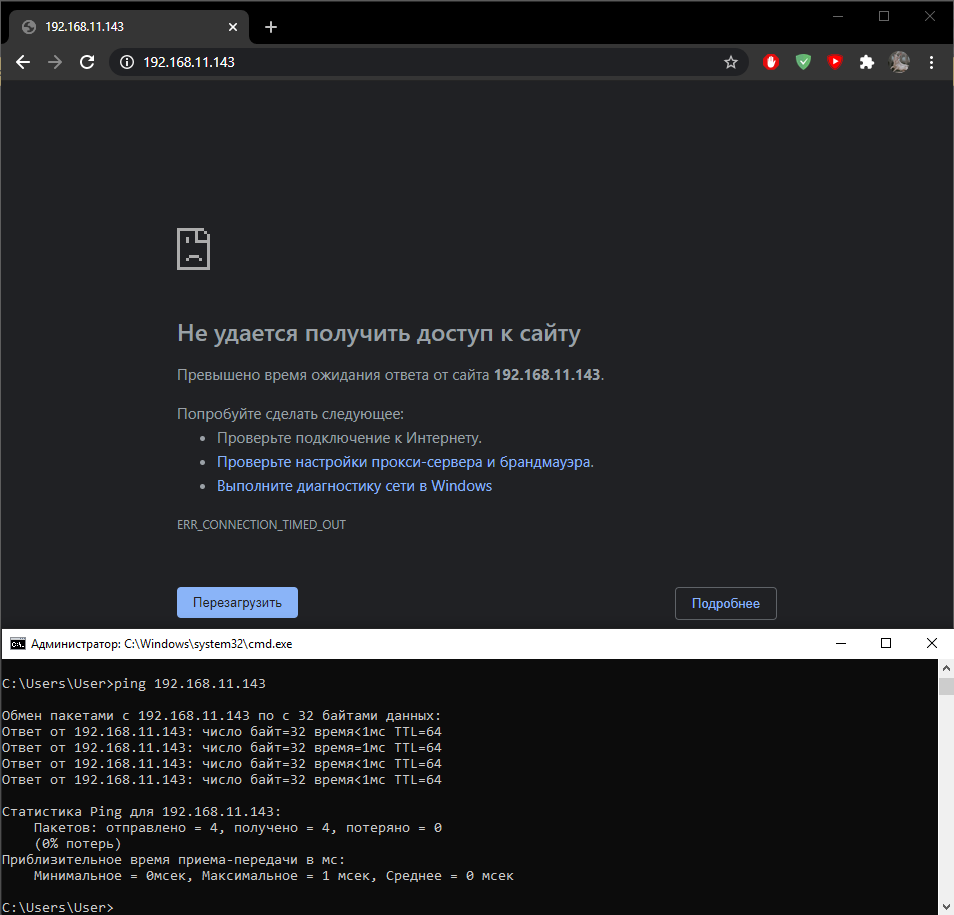 192.168.11.143
192.168.11.143
Не удается получить доступ к сайту
Превышено время ожидания ответа от сайта 192.168.11.143.
Попробуйте сделать следующее:
Проверьте подключение к Интернету.
Проверьте настройки прокси-сервера и брандмауэра.
Выполните диагностику сети в Windows
ERR_CONNECTION_TIMED_OUT
Перезагрузить
Подробнее
Администратор: C:\Windows\system32\cmd.exe
C:\Users\User>ping 192.168.11.143
Обмен пакетами с 192.168.11.143 по с 32 байтами данных:
Ответ от 192.168.11.143: число байт=32 время<1мс TTL=64
Ответ от 192.168.11.143: число байт=32 время=1мс TTL=64
Ответ от 192.168.11.143: число байт=32 время<1мс TTL=64
Ответ от 192.168.11.143: число байт=32 время<1мс TTL=64
Статистика Ping для 192.168.11.143:
Пакетов: отправлено = 4, получено = 4, потеряно = 0
(0% потерь)
Приблизительное время приема-передачи в мс:
Минимальное = 0мсек, Максимальное = 1 мсек, Среднее = 0 мсек
C:\Users\User>